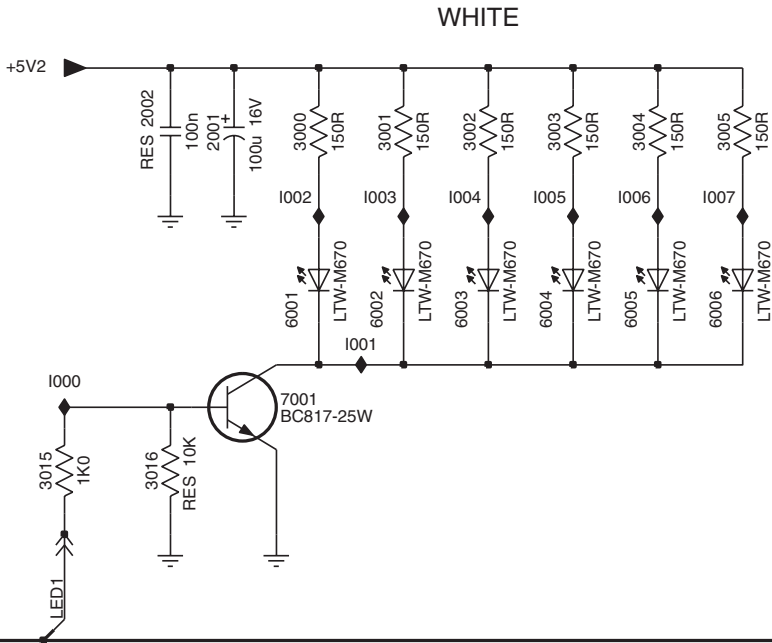 WHITE
+5V2
RES 2002
100n
2001
+
100u 16V
3000
150R
3001
150R
3002
150R
3003
150R
3004
150R
3005
150R
I002
I003
I004
I005
I006
I007
6001
LTW-M670
6002
LTW-M670
6003
LTW-M670
6004
LTW-M670
6005
LTW-M670
6006
LTW-M670
I001
I000
7001
BC817-25W
3015
1K0
3016
RES 10K
LED1